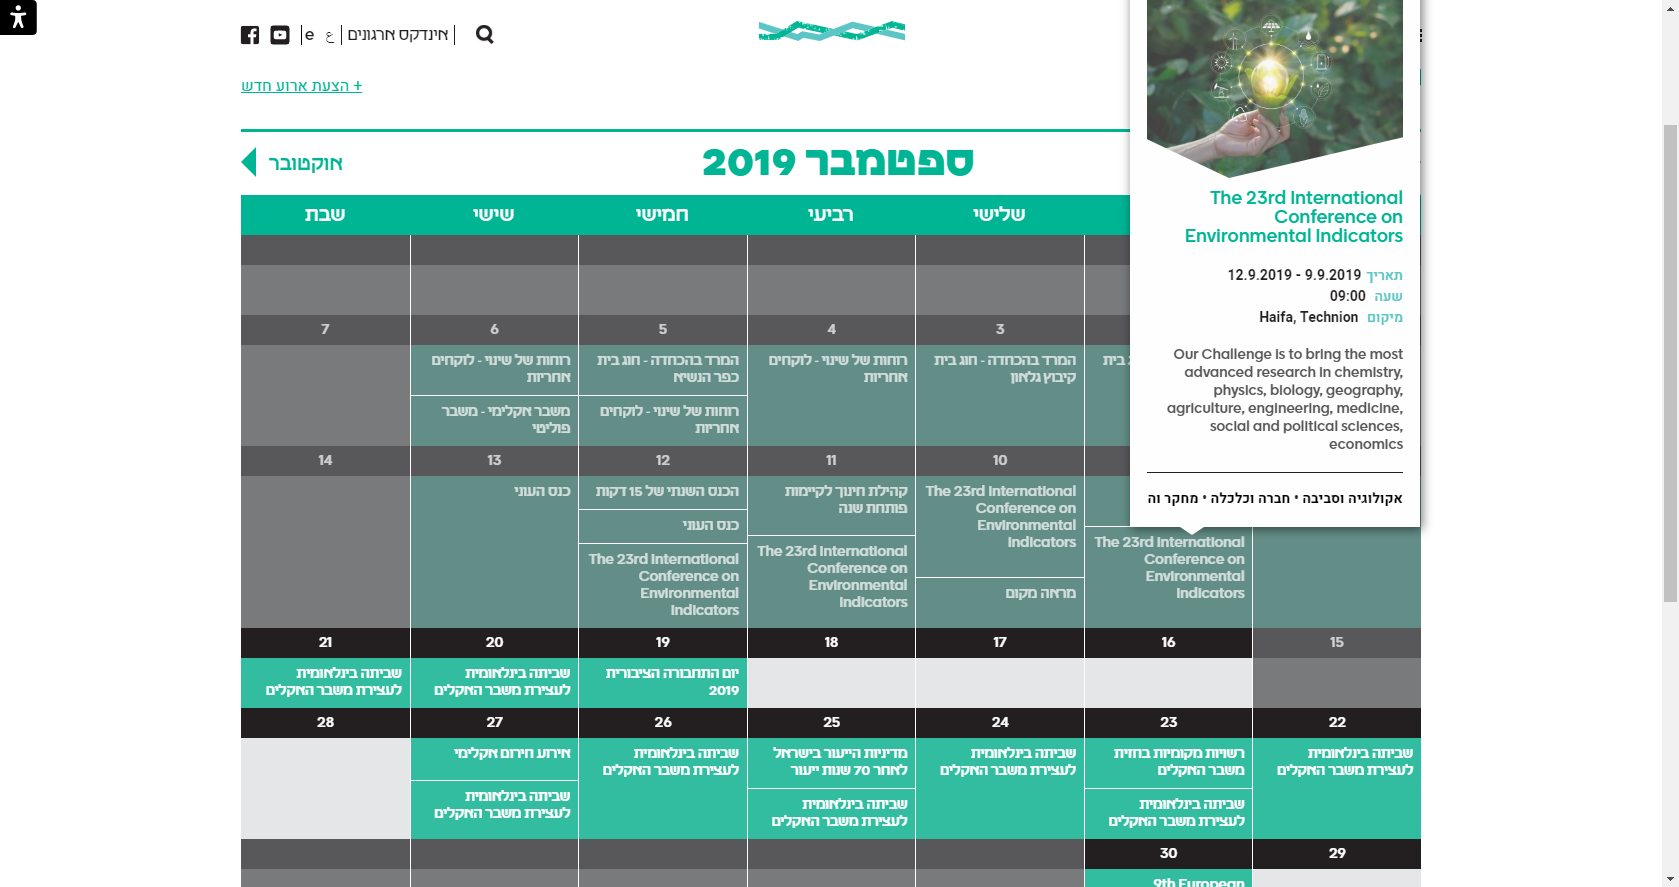 אינדקס ארגונים
ع
e
+ הצעת ארוע חדש
ספטמבר 2019
אוקטובר
שלישי
רביעי
חמישי
שישי
שבת
3
4
5
6
7
בית
המרד בהכחדה - חוג בית
קיבוץ גלאון
רוחות של שינוי - לוקחים
אחריות
המרד בהכחדה - חוג בית
כפר הנשיא
רוחות של שינוי - לוקחים
אחריות
רוחות של שינוי - לוקחים
אחריות
משבר אקלימי - משבר
פוליטי
10
11
12
13
14
The 23rd International
Conference on
Environmental
Indicators
The 23rd International
Conference on
Environmental
Indicators
מראה מקום
קהילת חינוך לקיימות
פותחת שנה
The 23rd International
Conference on
Environmental
Indicators
הכנס השנתי של 15 דקות
כנס העוני
The 23rd International
Conference on
Environmental
Indicators
כנס העוני
15
16
17
18
19
20
21
יום התחבורה הציבורית
2019
שביתה בינלאומית
לעצירת משבר האקלים
שביתה בינלאומית
לעצירת משבר האקלים
22
23
24
25
26
27
28
שביתה בינלאומית
לעצירת משבר האקלים
רשויות מקומיות בחזית
משבר האקלים
שביתה בינלאומית
לעצירת משבר האקלים
שביתה בינלאומית
לעצירת משבר האקלים
מדיניות הייעור בישראל
לאחר 70 שנות ייעור
שביתה בינלאומית
לעצירת משבר האקלים
שביתה בינלאומית
לעצירת משבר האקלים
אירוע חירום אקלימי
שביתה בינלאומית
לעצירת משבר האקלים
29
30
9th European
The 23rd International
Conference on
Environmental Indicators
תאריך 9.9.2019 - 12.9.2019
שעה 09:00
מיקום Haifa, Technion
Our Challenge is to bring the most
advanced research in chemistry,
physics, biology, geography,
agriculture, engineering, medicine,
social and political sciences,
economics
אקולוגיה וסביבה • חברה וכלכלה • מחקר וה